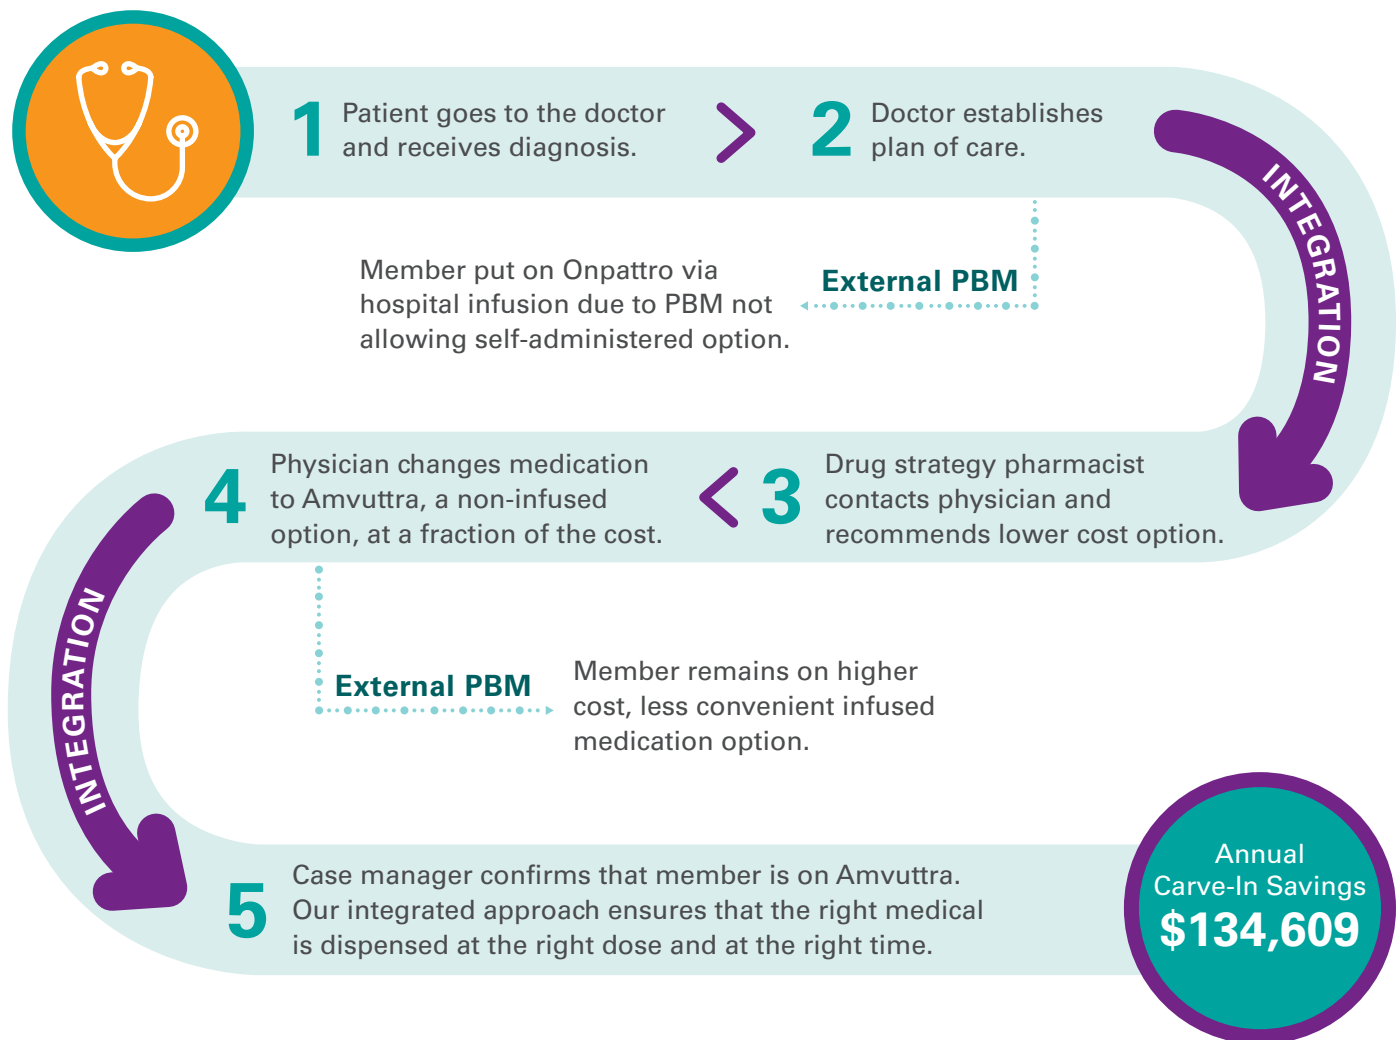 1
Patient goes to the doctor
and receives diagnosis.
2
Doctor establishes
plan of care.
INTEGRATION
External PBM
Member put on Onpattro via
hospital infusion due to PBM not
allowing self-administered option.
3
Drug strategy pharmacist
contacts physician and
recommends lower cost option.
4
Physician changes medication
to Amvuttra, a non-infused
option, at a fraction of the cost.
INTEGRATION
External PBM
Member remains on higher
cost, less convenient infused
medication option.
5
Case manager confirms that member is on Amvuttra.
Our integrated approach ensures that the right medical
is dispensed at the right dose and at the right time.
Annual
Carve-In Savings
$134,609